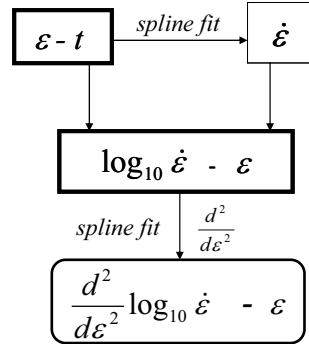 ε - t
spline fit
ε̇
log₁₀ ε̇ - ε
spline fit
d²/dε²
d²/dε² log₁₀ ε̇ - ε